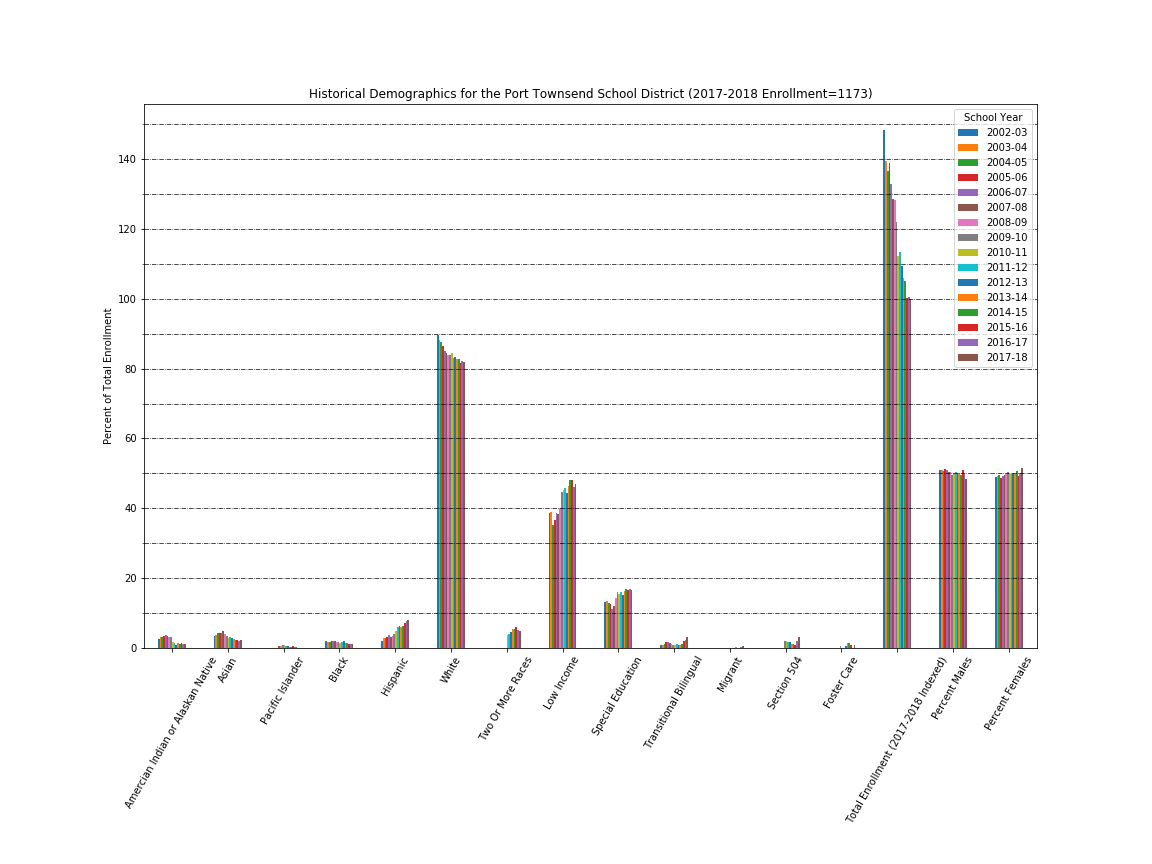 Historical Demographics for the Port Townsend School District (2017-2018 Enrollment=1173)
School Year
2002-03
2003-04
2004-05
2005-06
2006-07
2007-08
2008-09
2009-10
2010-11
2011-12
2012-13
2013-14
2014-15
2015-16
2016-17
2017-18
Percent of Total Enrollment
140
120
100
80
60
40
20
0
Amercian Indian or Alaskan Native
Asian
Pacific Islander
Black
Hispanic
White
Two Or More Races
Low Income
Special Education
Transitional Bilingual
Migrant
Section 504
Foster Care
Total Enrollment (2017-2018 Indexed)
Percent Males
Percent Females